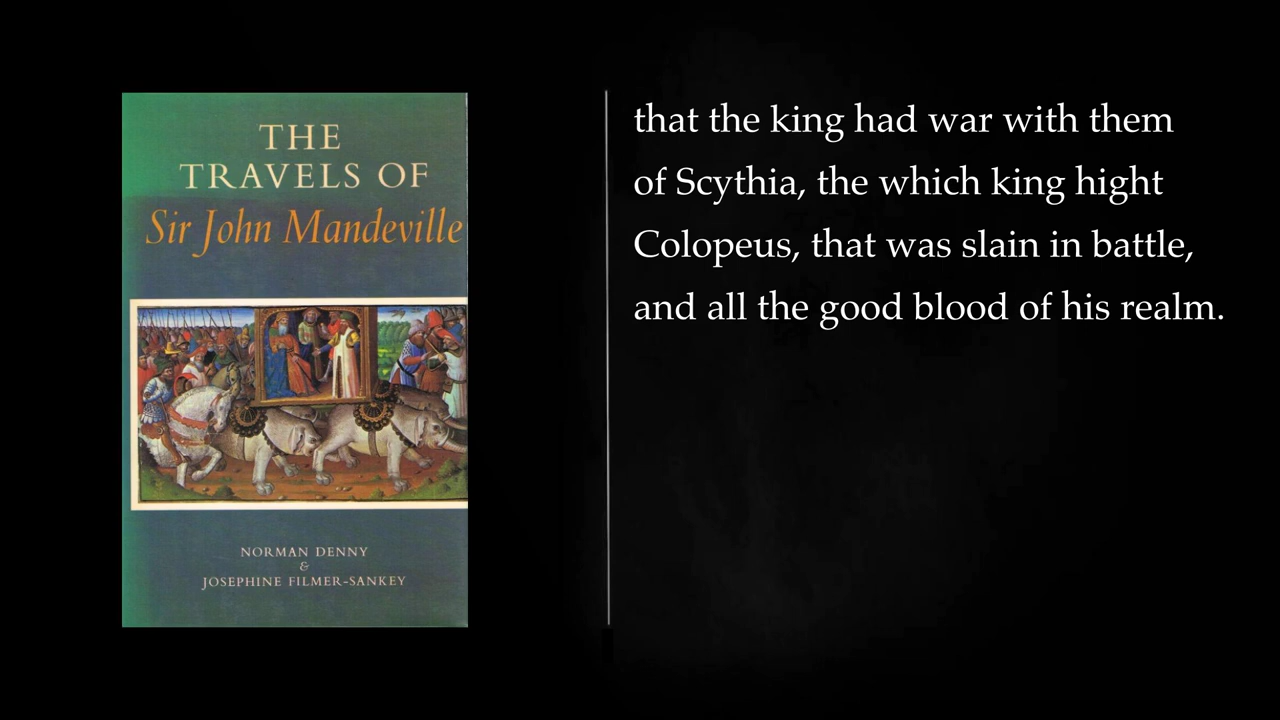 THE
TRAVELS OF
Sir John Mandeville
NORMAN DENNY
&
JOSEPHINE FILMER-SANKEY
that the king had war with them
of Scythia, the which king hight
Colopeus, that was slain in battle,
and all the good blood of his realm.